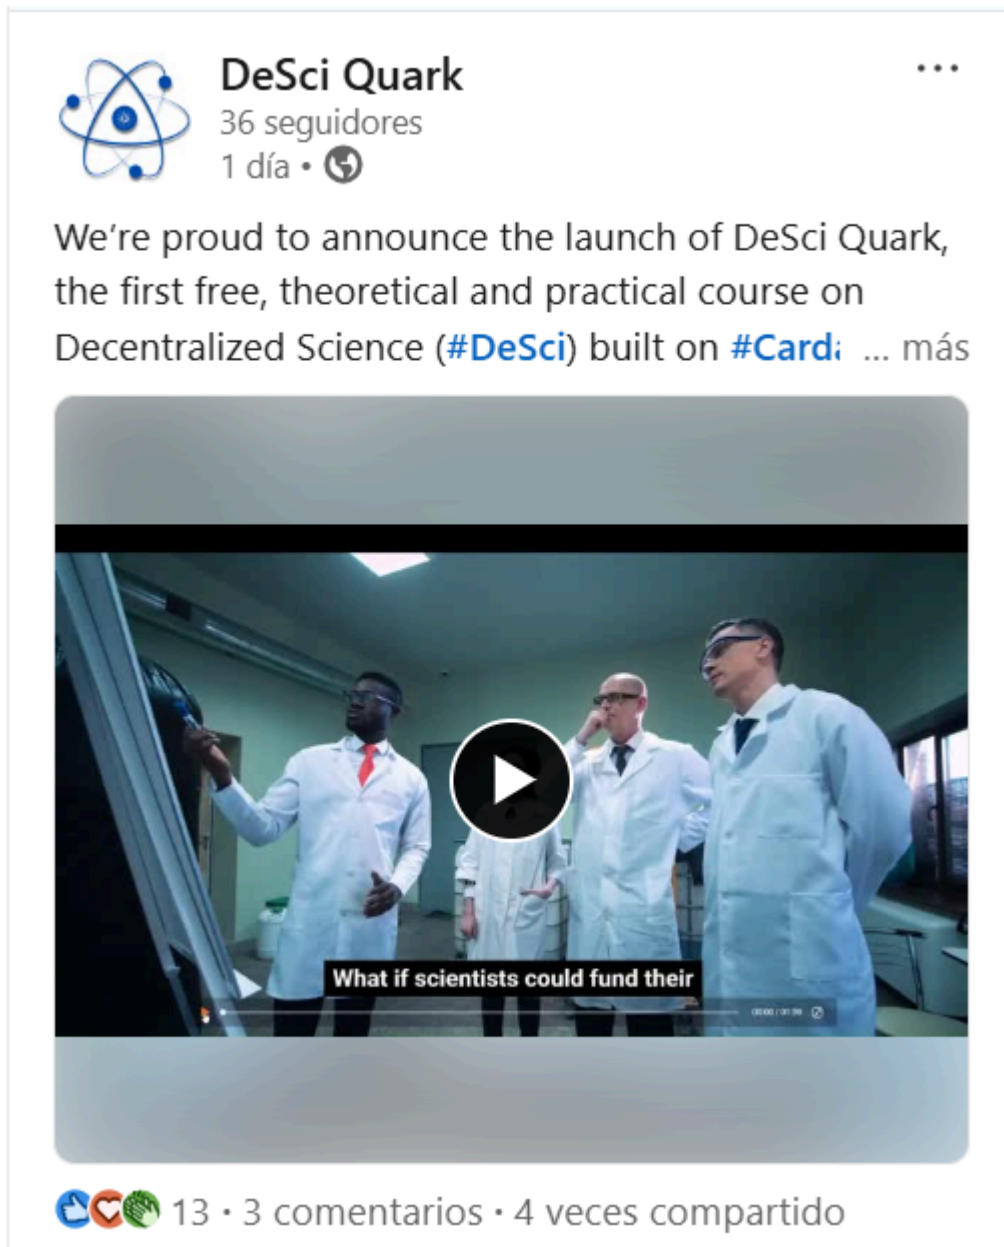 DeSci Quark
36 seguidores
1 día •
We're proud to announce the launch of DeSci Quark,
the first free, theoretical and practical course on
Decentralized Science (#DeSci) built on #Carda ... más
What if scientists could fund their
13 · 3 comentarios · 4 veces compartido